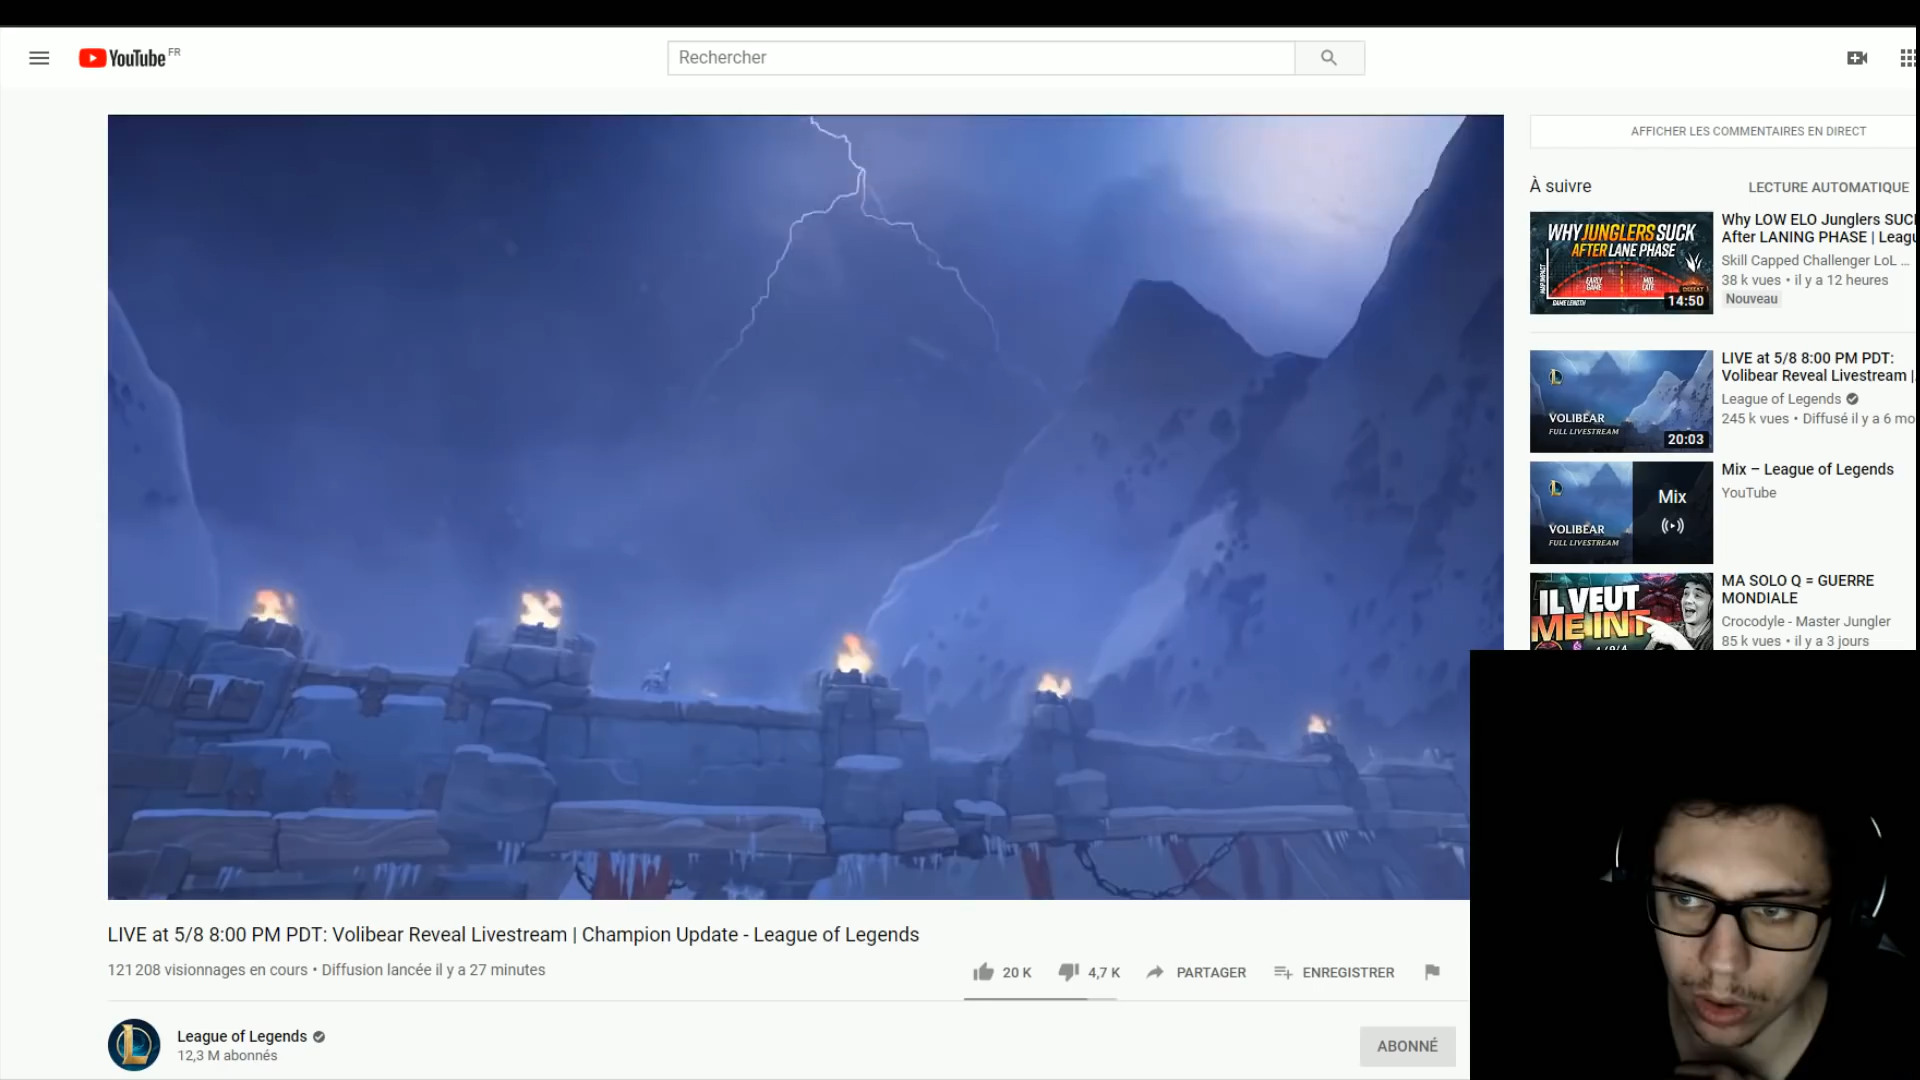 YouTube FR
Rechercher
AFFICHER LES COMMENTAIRES EN DIRECT
À suivre
LECTURE AUTOMATIQUE
WHY JUNGLERS SUCK
AFTER LANE PHASE
EARLY
GAME
MID
LATE
GAME LENGTH
14:50
Why LOW ELO Junglers SUC
After LANING PHASE | Leagu
Skill Capped Challenger LoL ...
38 k vues • il y a 12 heures
Nouveau
VOLIBEAR
FULL LIVESTREAM
20:03
LIVE at 5/8 8:00 PM PDT:
Volibear Reveal Livestream |
League of Legends
245 k vues • Diffusé il y a 6 mo
VOLIBEAR
FULL LIVESTREAM
Mix
Mix – League of Legends
YouTube
IL VEUT
ME INT
MA SOLO Q = GUERRE
MONDIALE
Crocodyle - Master Jungler
85 k vues • il y a 3 jours
LIVE at 5/8 8:00 PM PDT: Volibear Reveal Livestream | Champion Update - League of Legends
121 208 visionnages en cours • Diffusion lancée il y a 27 minutes
20 K
4,7 K
PARTAGER
ENREGISTRER
League of Legends
12,3 M abonnés
ABONNÉ